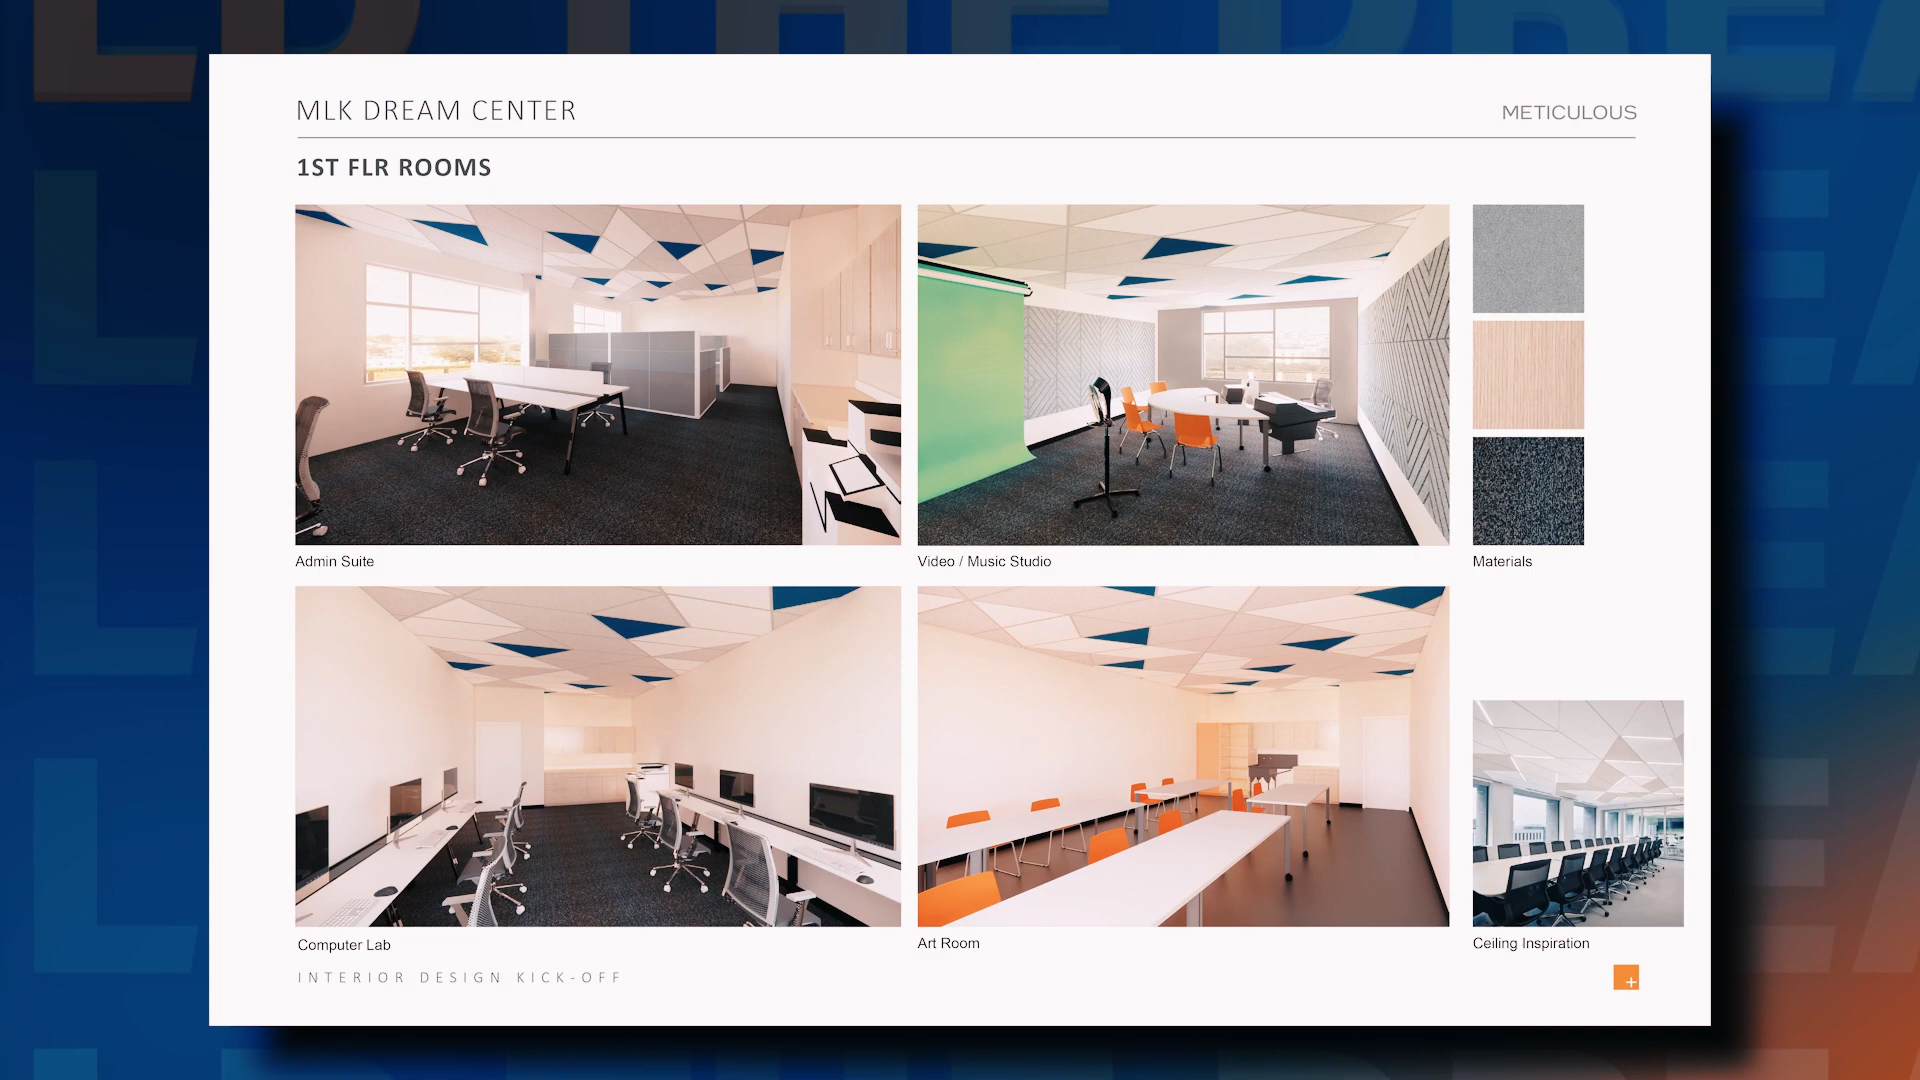 MLK DREAM CENTER
METICULOUS
1ST FLR ROOMS
Admin Suite
Video / Music Studio
Materials
Computer Lab
Art Room
Ceiling Inspiration
INTERIOR DESIGN KICK-OFF